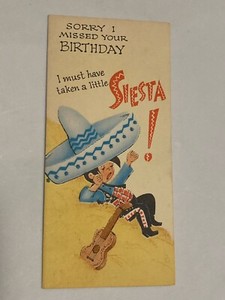 SORRY I
MISSED YOUR
BIRTHDAY
I must have
taken a little
SIESTA!